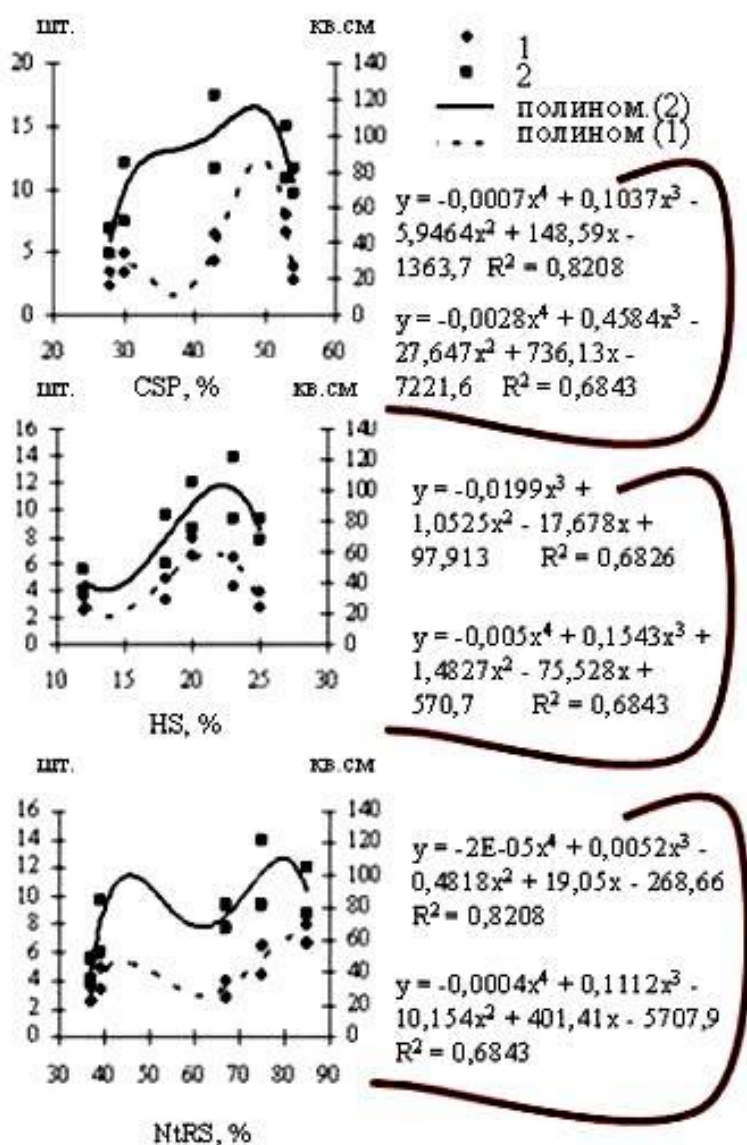 шт.
кв.см
20
15
10
5
0
140
120
100
80
60
40
20
0
20 30 40 50 60
CSP, %
1
2
полином.(2)
полином (1)
y = -0,0007x⁴ + 0,1037x³ -
5,9464x² + 148,59x -
1363,7 R² = 0,8208
y = -0,0028x⁴ + 0,4584x³ -
27,647x² + 736,13x -
7221,6 R² = 0,6843
шт.
кв.см
16
14
12
10
8
6
4
2
0
140
120
100
80
60
40
20
0
10 15 20 25 30
HS, %
y = -0,0199x³ +
1,0525x² - 17,678x +
97,913 R² = 0,6826
y = -0,005x⁴ + 0,1543x³ +
1,4827x² - 75,528x +
570,7 R² = 0,6843
шт.
кв.см
16
14
12
10
8
6
4
2
0
140
120
100
80
60
40
20
0
30 40 50 60 70 80 90
NtRS, %
y = -2E-05x⁴ + 0,0052x³ -
0,4818x² + 19,05x - 268,66
R² = 0,8208
y = -0,0004x⁴ + 0,1112x³ -
10,154x² + 401,41x - 5707,9
R² = 0,6843